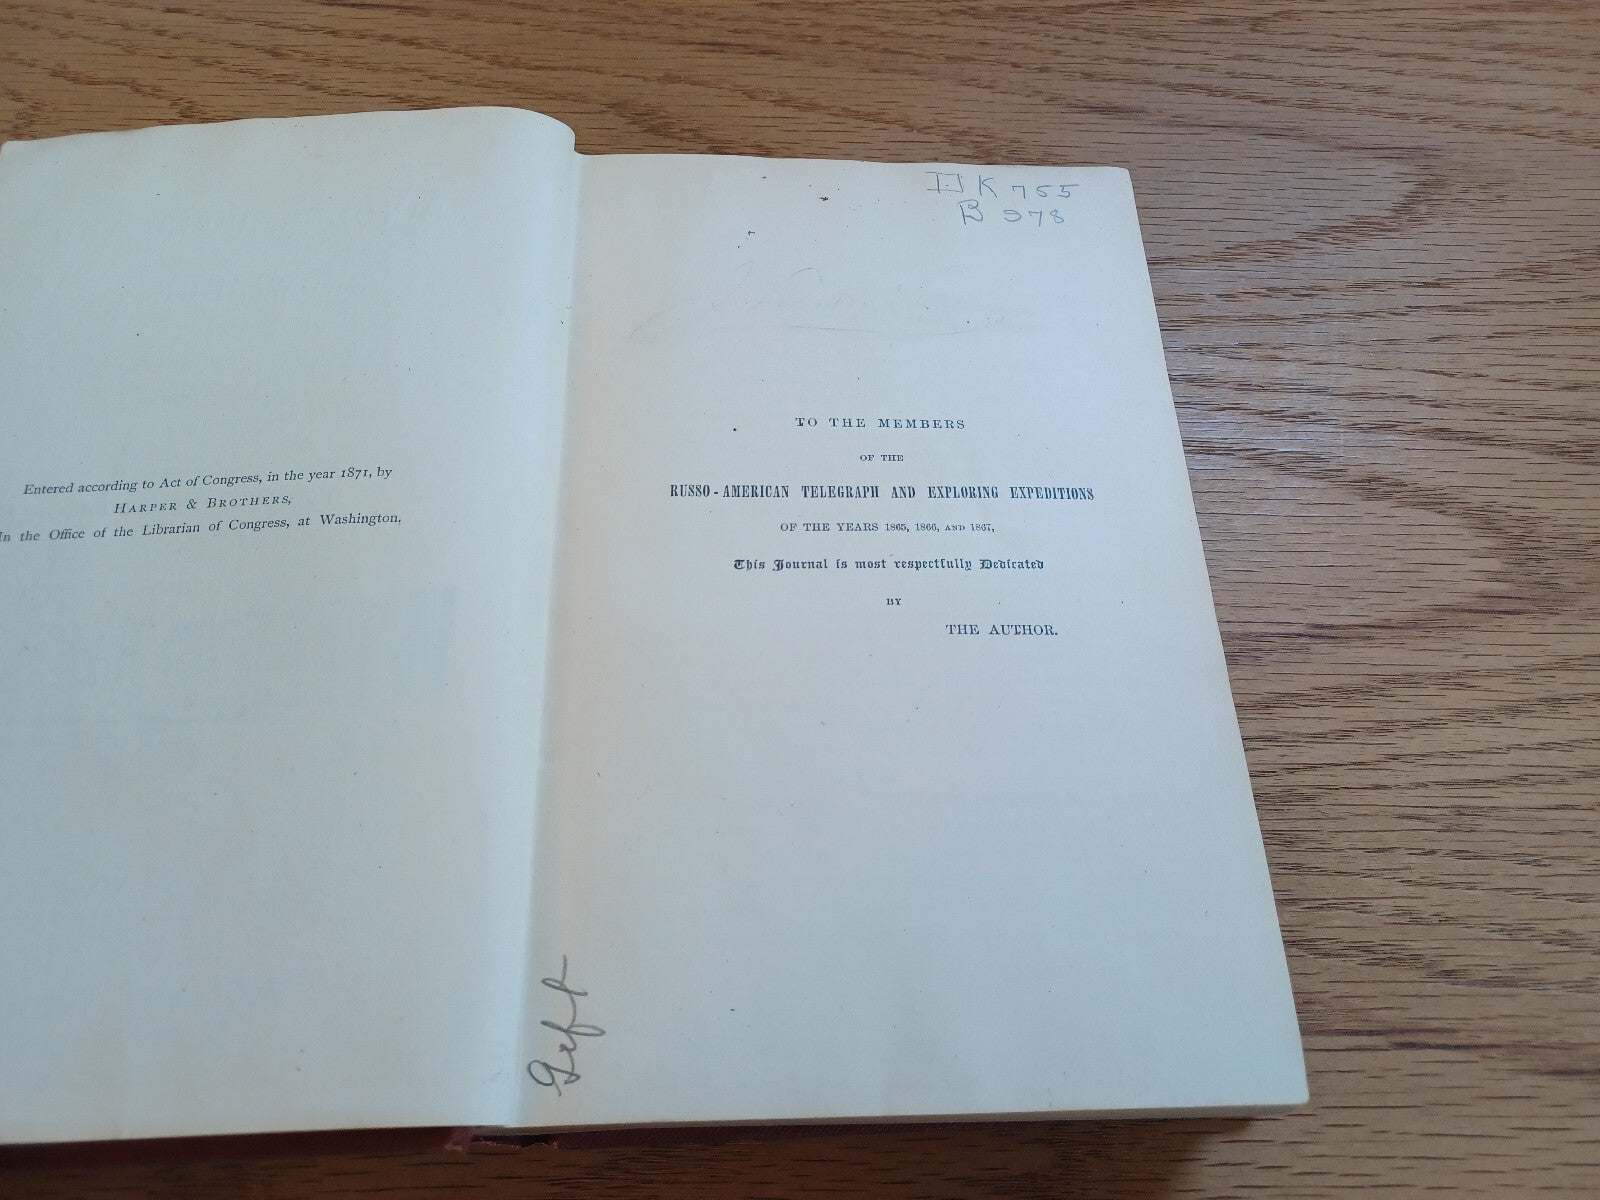 Entered according to Act of Congress, in the year 1871, by
HARPER & BROTHERS,
In the Office of the Librarian of Congress, at Washington,
DK 755
B 978
TO THE MEMBERS
OF THE
RUSSO-AMERICAN TELEGRAPH AND EXPLORING EXPEDITIONS
OF THE YEARS 1865, 1866, AND 1867,
This Journal is most respectfully Dedicated
BY
THE AUTHOR.
Gift